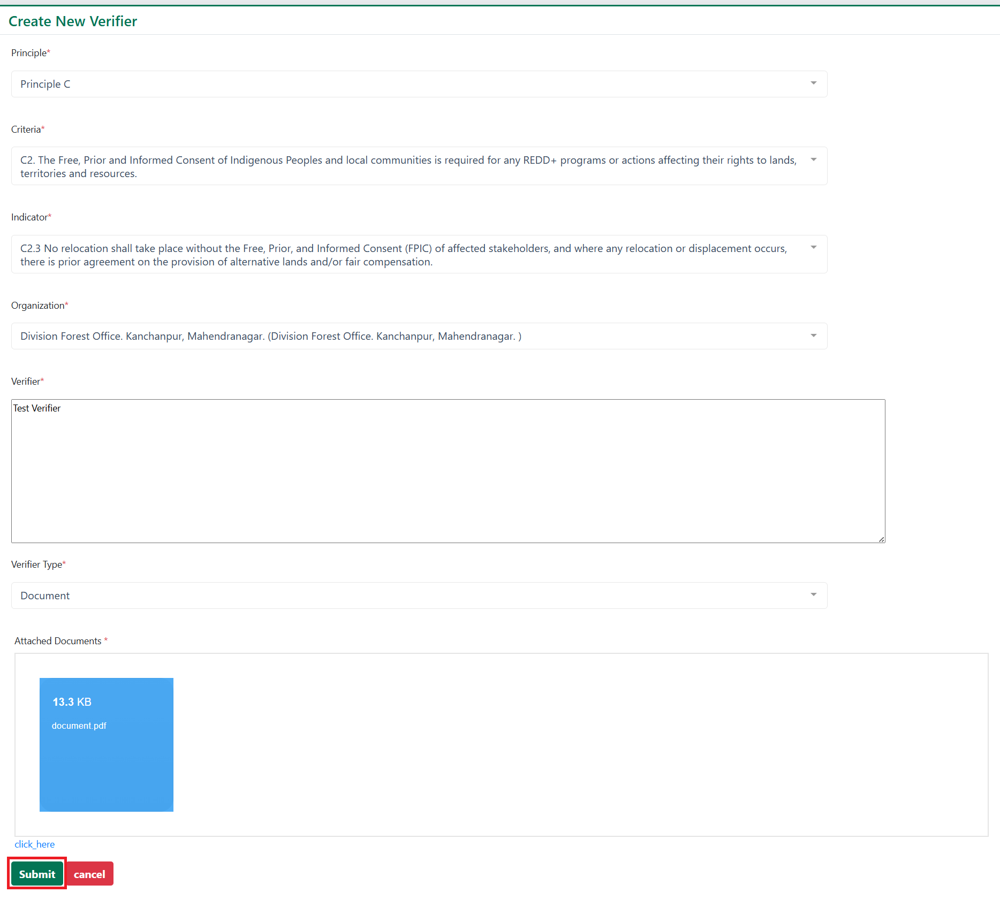 Create New Verifier
Principle*
Principle C
Criteria*
C2. The Free, Prior and Informed Consent of Indigenous Peoples and local communities is required for any REDD+ programs or actions affecting their rights to lands,
territories and resources.
Indicator*
C2.3 No relocation shall take place without the Free, Prior, and Informed Consent (FPIC) of affected stakeholders, and where any relocation or displacement occurs,
there is prior agreement on the provision of alternative lands and/or fair compensation.
Organization*
Division Forest Office. Kanchanpur, Mahendranagar. (Division Forest Office. Kanchanpur, Mahendranagar. )
Verifier*
Test Verifier
Verifier Type*
Document
Attached Documents *
13.3 KB
document.pdf
click_here
Submit cancel